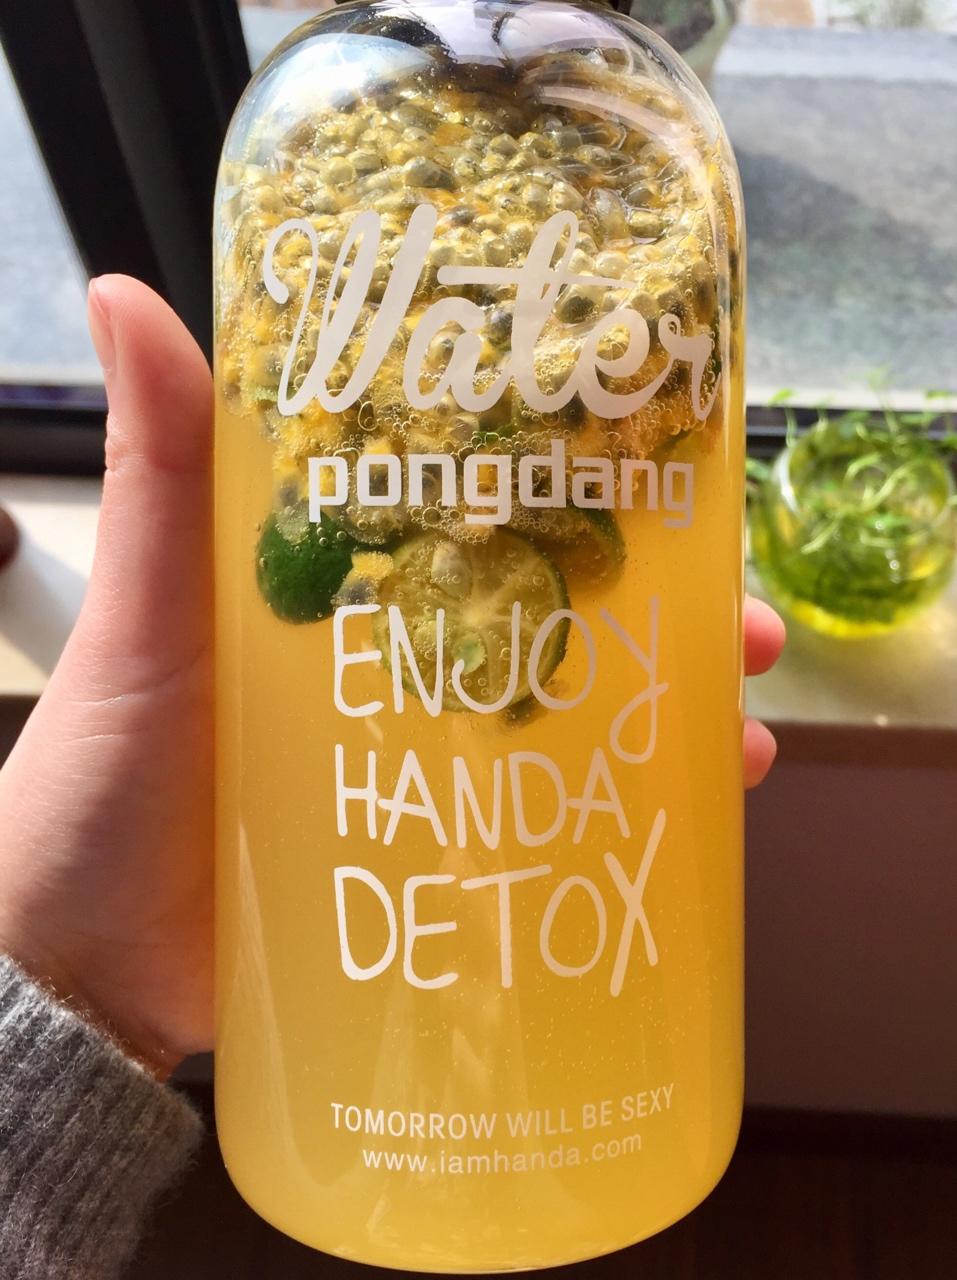 Water
pongdang
ENJOY
HANDA
DETOX
TOMORROW WILL BE SEXY
www.iamhanda.com